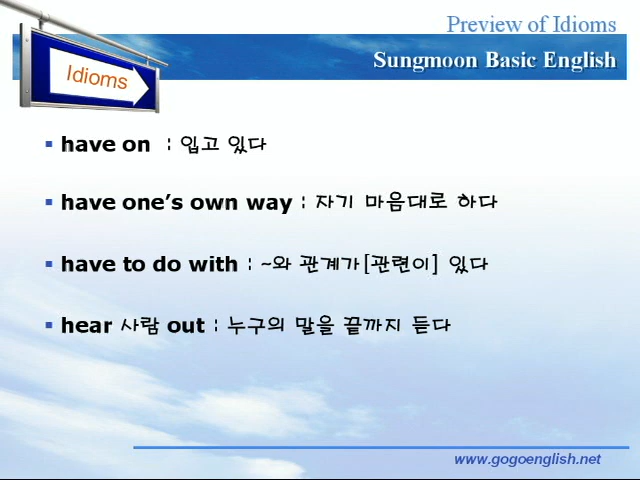 Preview of Idioms
Sungmoon Basic English
Idioms
▪ have on : 입고 있다
▪ have one's own way : 자기 마음대로 하다
▪ have to do with : ~와 관계가[관련이] 있다
▪ hear 사람 out : 누구의 말을 끝까지 듣다
www.gogoenglish.net